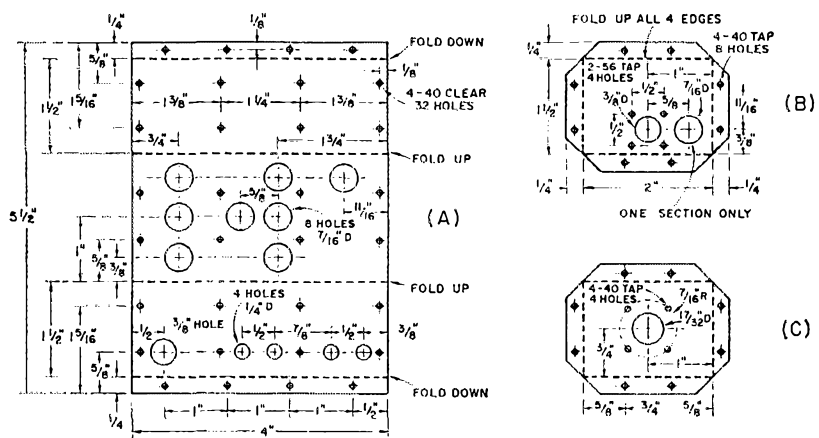 1/4"
1/8"
FOLD DOWN
5/8"
1/8"
4-40 CLEAR
32 HOLES
1 1/2"
1 5/16"
1 3/8"
1 1/4"
1 3/8"
3/4"
1 3/4"
FOLD UP
5 1/2"
5/8"
11/16"
8 HOLES
7/16" D
(A)
1"
5/8"
3/8"
FOLD UP
4 HOLES
1/4" D
1/2
3/8" HOLE
1/2"
7/8"
1/2"
3/8"
1 1/2"
1 5/16"
5/8"
FOLD DOWN
1/4
1"
1"
1"
1/2"
4"
FOLD UP ALL 4 EDGES
4-40 TAP
8 HOLES
1/4"
2-56 TAP
4 HOLES
1"
1/2"
7/16" D
3/8" D
5/8
1 1/2"
1/2"
11/16"
3/8"
(B)
1/4"
2"
1/4"
ONE SECTION ONLY
4-40 TAP
4 HOLES
7/16" R
17/32 D
(C)
3/4"
1"
5/8"
3/4"
5/8"